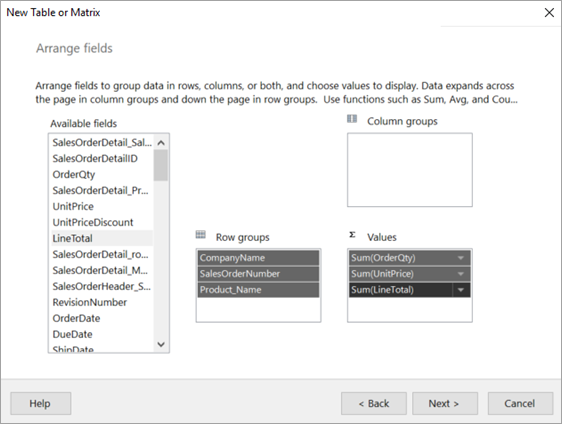 New Table or Matrix
Arrange fields
Arrange fields to group data in rows, columns, or both, and choose values to display. Data expands across
the page in column groups and down the page in row groups.  Use functions such as Sum, Avg, and Cou...
Available fields
SalesOrderDetail_Sal...
SalesOrderDetailID
OrderQty
SalesOrderDetail_Pr...
UnitPrice
UnitPriceDiscount
LineTotal
SalesOrderDetail_ro...
SalesOrderDetail_M...
SalesOrderHeader_S...
RevisionNumber
OrderDate
DueDate
ShipDate
Column groups
Row groups
CompanyName
SalesOrderNumber
Product_Name
Σ Values
Sum(OrderQty)
Sum(UnitPrice)
Sum(LineTotal)
Help
< Back
Next >
Cancel